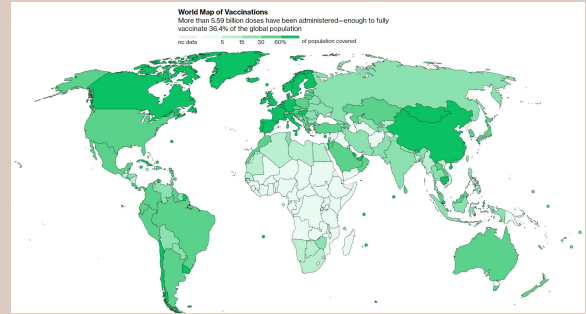 World Map of Vaccinations
More than 5.59 billion doses have been administered—enough to fully
vaccinate 36.4% of the global population
no data 5 15 30 60% of population covered